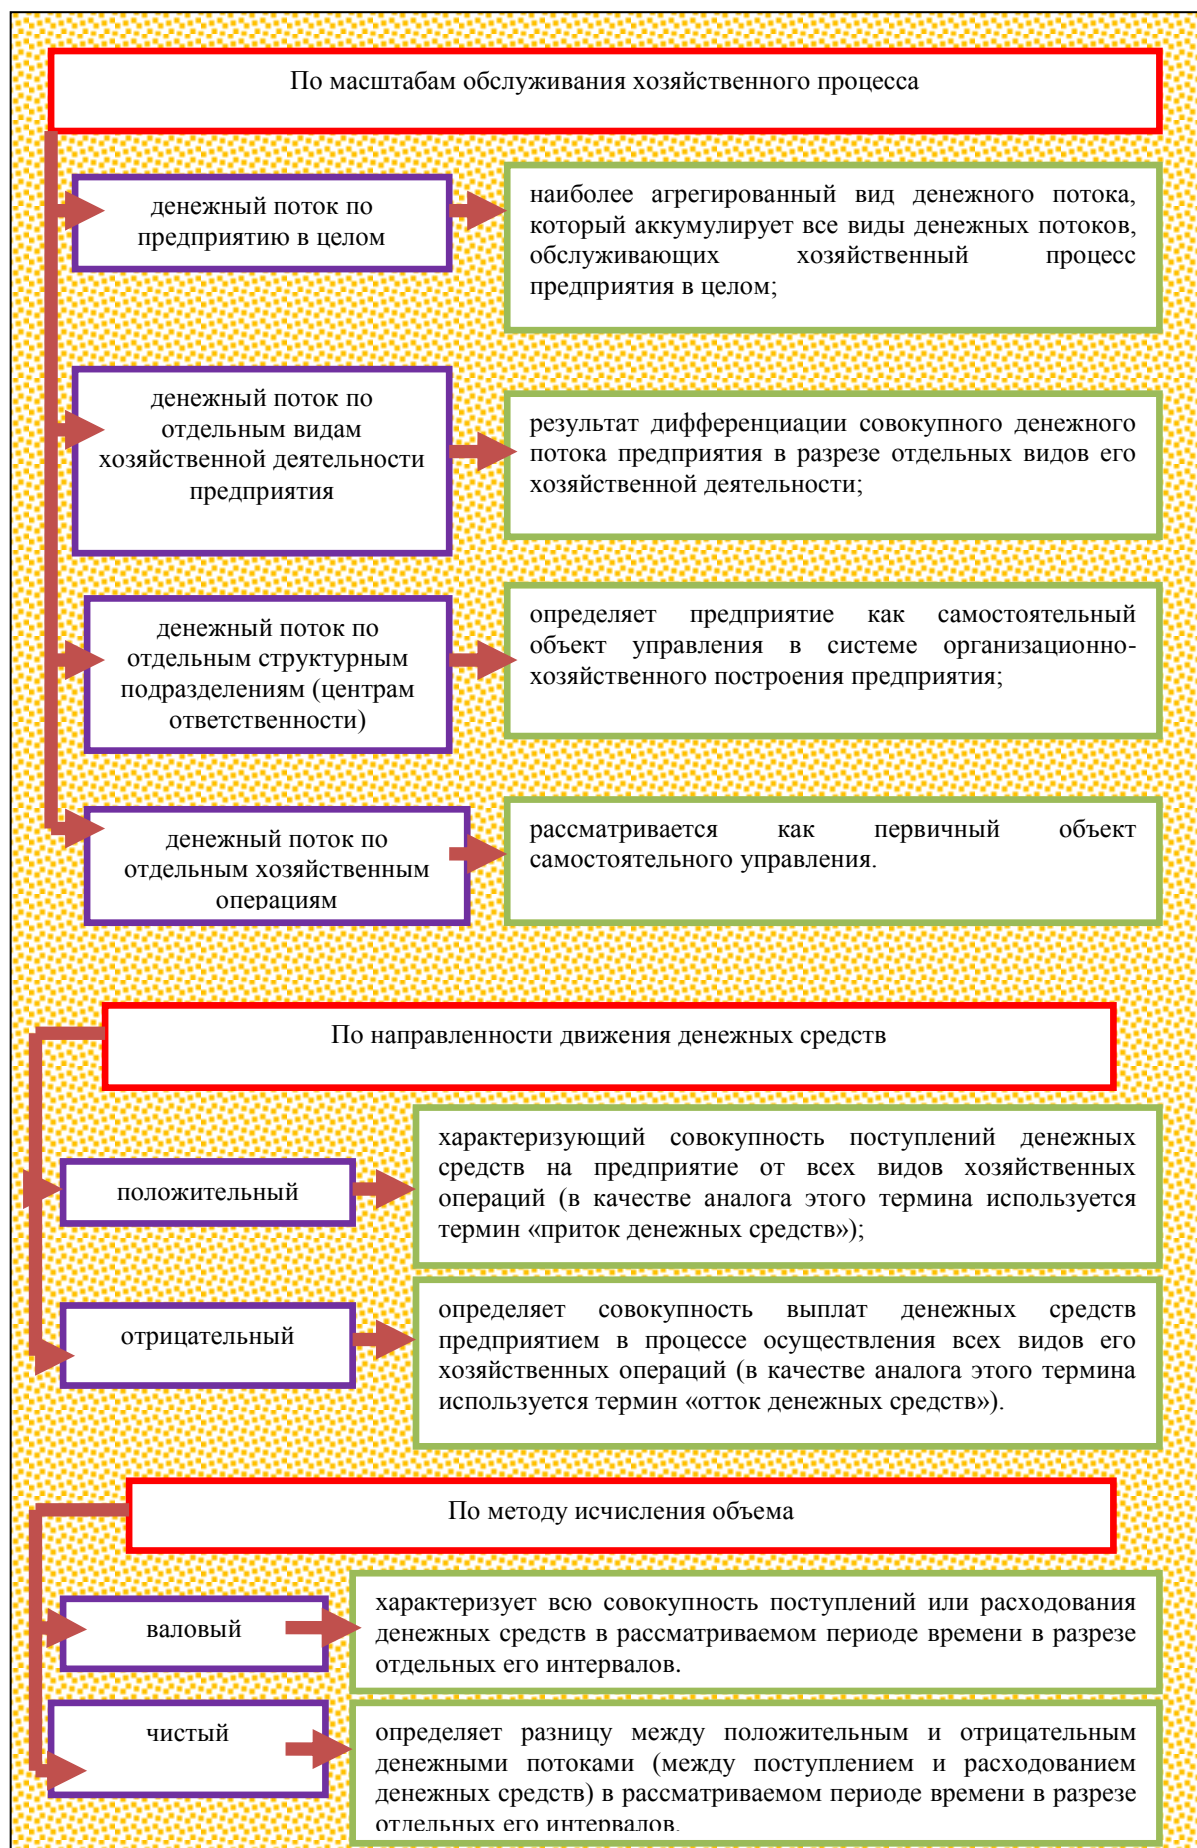 По масштабам обслуживания хозяйственного процесса
денежный поток по
предприятию в целом
наиболее агрегированный вид денежного потока,
который аккумулирует все виды денежных потоков,
обслуживающих хозяйственный процесс
предприятия в целом;
денежный поток по
отдельным видам
хозяйственной деятельности
предприятия
результат дифференциации совокупного денежного
потока предприятия в разрезе отдельных видов его
хозяйственной деятельности;
денежный поток по
отдельным структурным
подразделениям (центрам
ответственности)
определяет предприятие как самостоятельный
объект управления в системе организационно-
хозяйственного построения предприятия;
денежный поток по
отдельным хозяйственным
операциям
рассматривается как первичный объект
самостоятельного управления.
По направленности движения денежных средств
положительный
характеризующий совокупность поступлений денежных
средств на предприятие от всех видов хозяйственных
операций (в качестве аналога этого термина используется
термин «приток денежных средств»);
отрицательный
определяет совокупность выплат денежных средств
предприятием в процессе осуществления всех видов его
хозяйственных операций (в качестве аналога этого термина
используется термин «отток денежных средств»).
По методу исчисления объема
валовый
характеризует всю совокупность поступлений или расходования
денежных средств в рассматриваемом периоде времени в разрезе
отдельных его интервалов.
чистый
определяет разницу между положительным и отрицательным
денежными потоками (между поступлением и расходованием
денежных средств) в рассматриваемом периоде времени в разрезе
отдельных его интервалов.